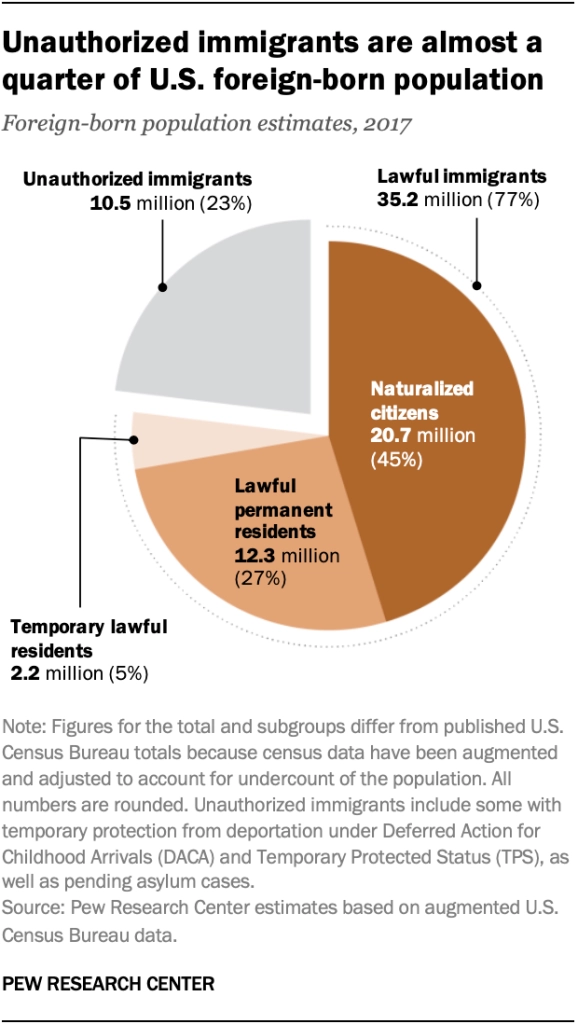 Unauthorized immigrants are almost a
quarter of U.S. foreign-born population
Foreign-born population estimates, 2017
Unauthorized immigrants
10.5 million (23%)
Lawful immigrants
35.2 million (77%)
Naturalized
citizens
20.7 million
(45%)
Lawful
permanent
residents
12.3 million
(27%)
Temporary lawful
residents
2.2 million (5%)
Note: Figures for the total and subgroups differ from published U.S.
Census Bureau totals because census data have been augmented
and adjusted to account for undercount of the population. All
numbers are rounded. Unauthorized immigrants include some with
temporary protection from deportation under Deferred Action for
Childhood Arrivals (DACA) and Temporary Protected Status (TPS), as
well as pending asylum cases.
Source: Pew Research Center estimates based on augmented U.S.
Census Bureau data.
PEW RESEARCH CENTER